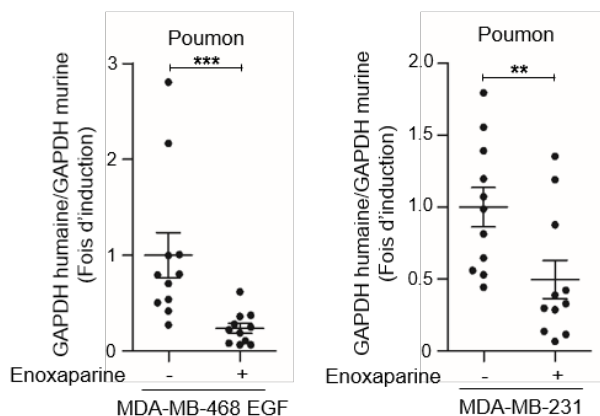 Poumon
***
GAPDH humaine/GAPDH murine
(Fois d'induction)
3
2
1
0
Enoxaparine - +
MDA-MB-468 EGF
Poumon
**
GAPDH humaine/GAPDH murine
(Fois d'induction)
2.0
1.5
1.0
0.5
0
Enoxaparine - +
MDA-MB-231